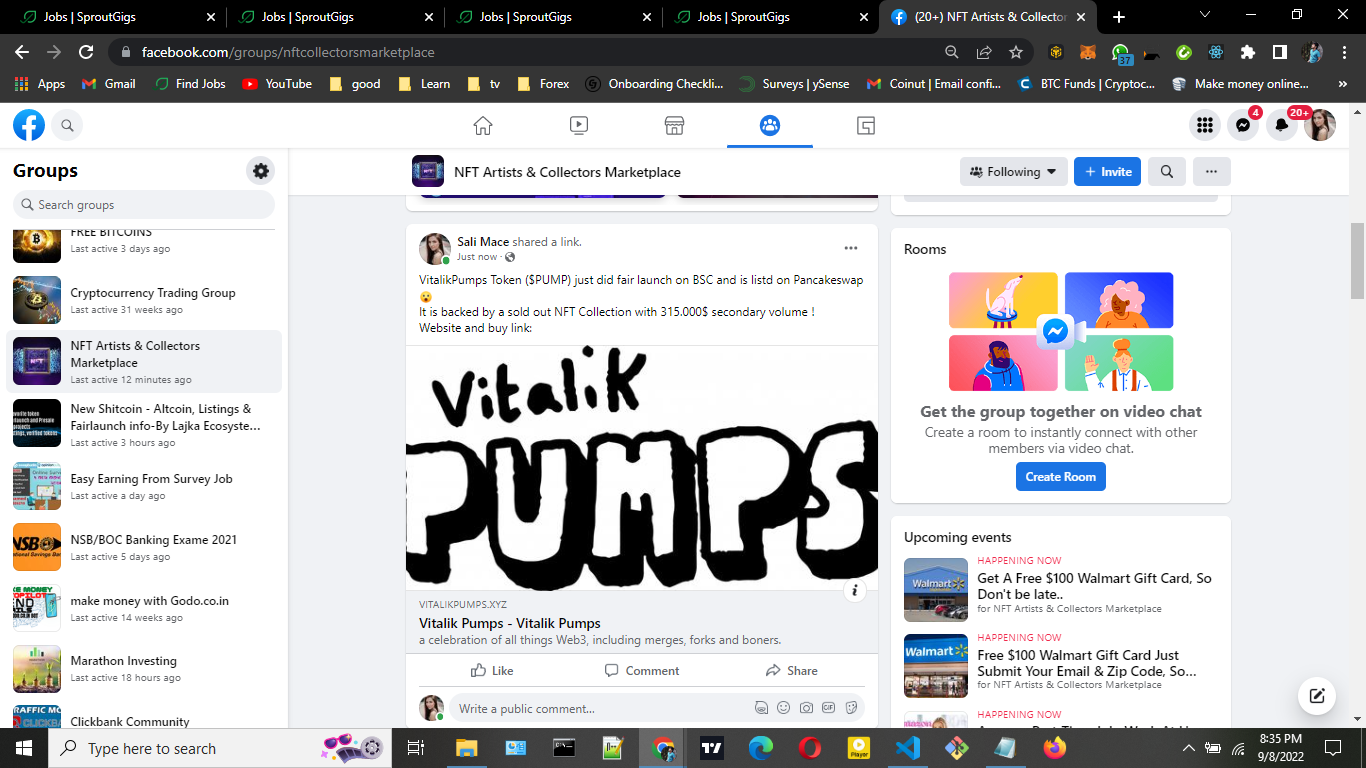 Jobs | SproutGigs
Jobs | SproutGigs
Jobs | SproutGigs
Jobs | SproutGigs
(20+) NFT Artists & Collector
facebook.com/groups/nftcollectorsmarketplace
37
Apps
Gmail
Find Jobs
YouTube
good
Learn
tv
Forex
Onboarding Checkli...
Surveys | ySense
Coinut | Email confi...
BTC Funds | Cryptoc...
Make money online...
4
20+
Groups
Search groups
FREE BITCOINS
Last active 3 days ago
Cryptocurrency Trading Group
Last active 31 weeks ago
NFT Artists & Collectors
Marketplace
Last active 12 minutes ago
New Shitcoin - Altcoin, Listings &
Fairlaunch info-By Lajka Ecosyste...
Last active 3 hours ago
Easy Earning From Survey Job
Last active a day ago
NSB/BOC Banking Exame 2021
Last active 5 days ago
make money with Godo.co.in
Last active 14 weeks ago
Marathon Investing
Last active 18 hours ago
Clickbank Community
NFT Artists & Collectors Marketplace
Following
+ Invite
Sali Mace shared a link.
Just now ·
VitalikPumps Token ($PUMP) just did fair launch on BSC and is listd on Pancakeswap
😮
It is backed by a sold out NFT Collection with 315.000$ secondary volume !
Website and buy link:
Vitalik
PUMPS
VITALIKPUMPS.XYZ
Vitalik Pumps - Vitalik Pumps
a celebration of all things Web3, including merges, forks and boners.
Like
Comment
Share
Write a public comment...
GIF
Rooms
Get the group together on video chat
Create a room to instantly connect with other
members via video chat.
Create Room
Upcoming events
HAPPENING NOW
Get A Free $100 Walmart Gift Card, So
Don't be late..
for NFT Artists & Collectors Marketplace
Walmart
HAPPENING NOW
Free $100 Walmart Gift Card Just
Submit Your Email & Zip Code, So...
for NFT Artists & Collectors Marketplace
Walmart
HAPPENING NOW
Type here to search
Player
8:35 PM
9/8/2022